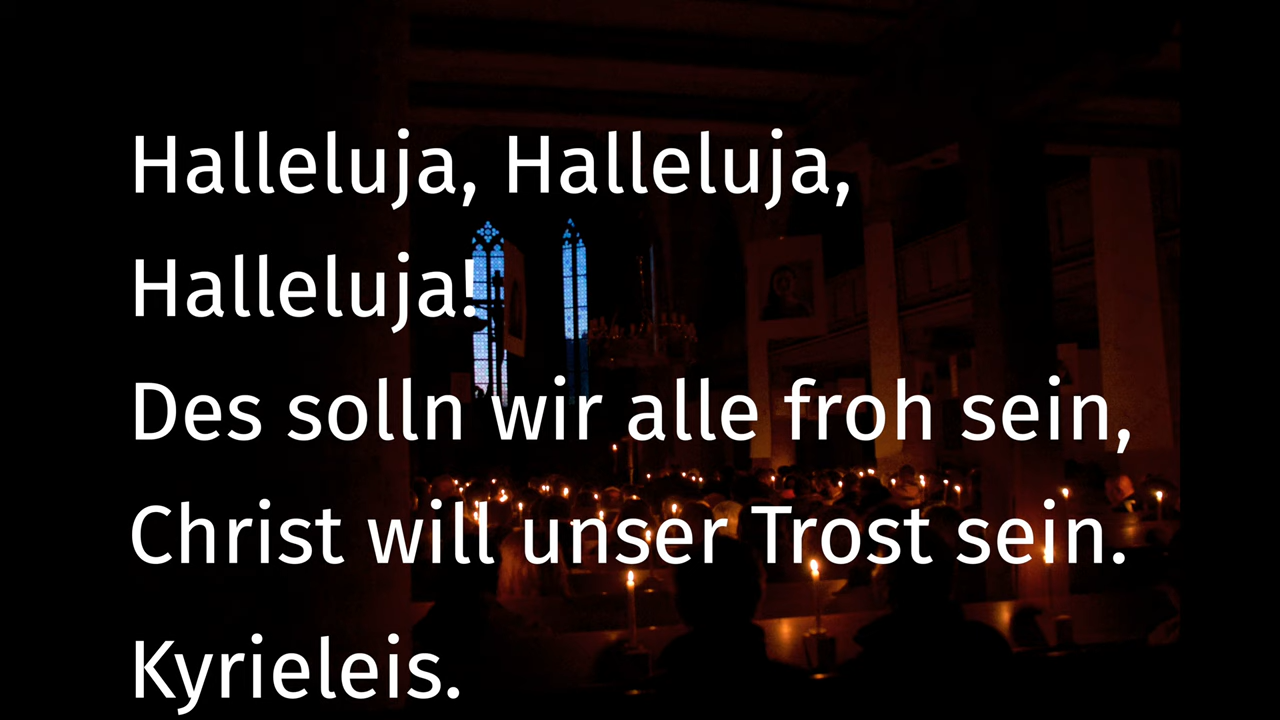 Halleluja, Halleluja,
Halleluja!
Des solln wir alle froh sein,
Christ will unser Trost sein.
Kyrieleis.